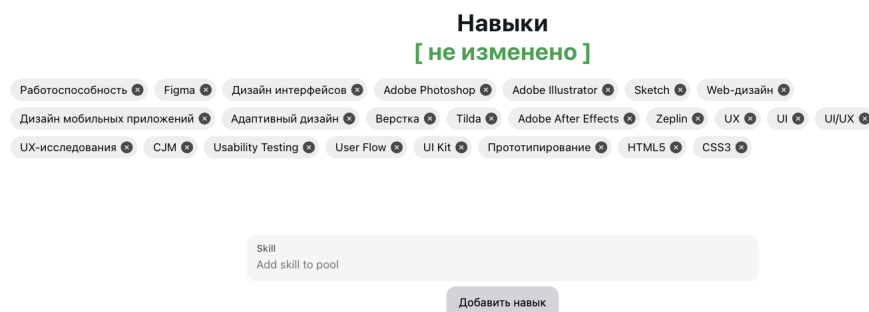 Навыки
[ не изменено ]
Работоспособность Figma Дизайн интерфейсов Adobe Photoshop Adobe Illustrator Sketch Web-дизайн
Дизайн мобильных приложений Адаптивный дизайн Верстка Tilda Adobe After Effects Zeplin UX UI UI/UX
UX-исследования CJM Usability Testing User Flow UI Kit Прототипирование HTML5 CSS3
Skill
Add skill to pool
Добавить навык